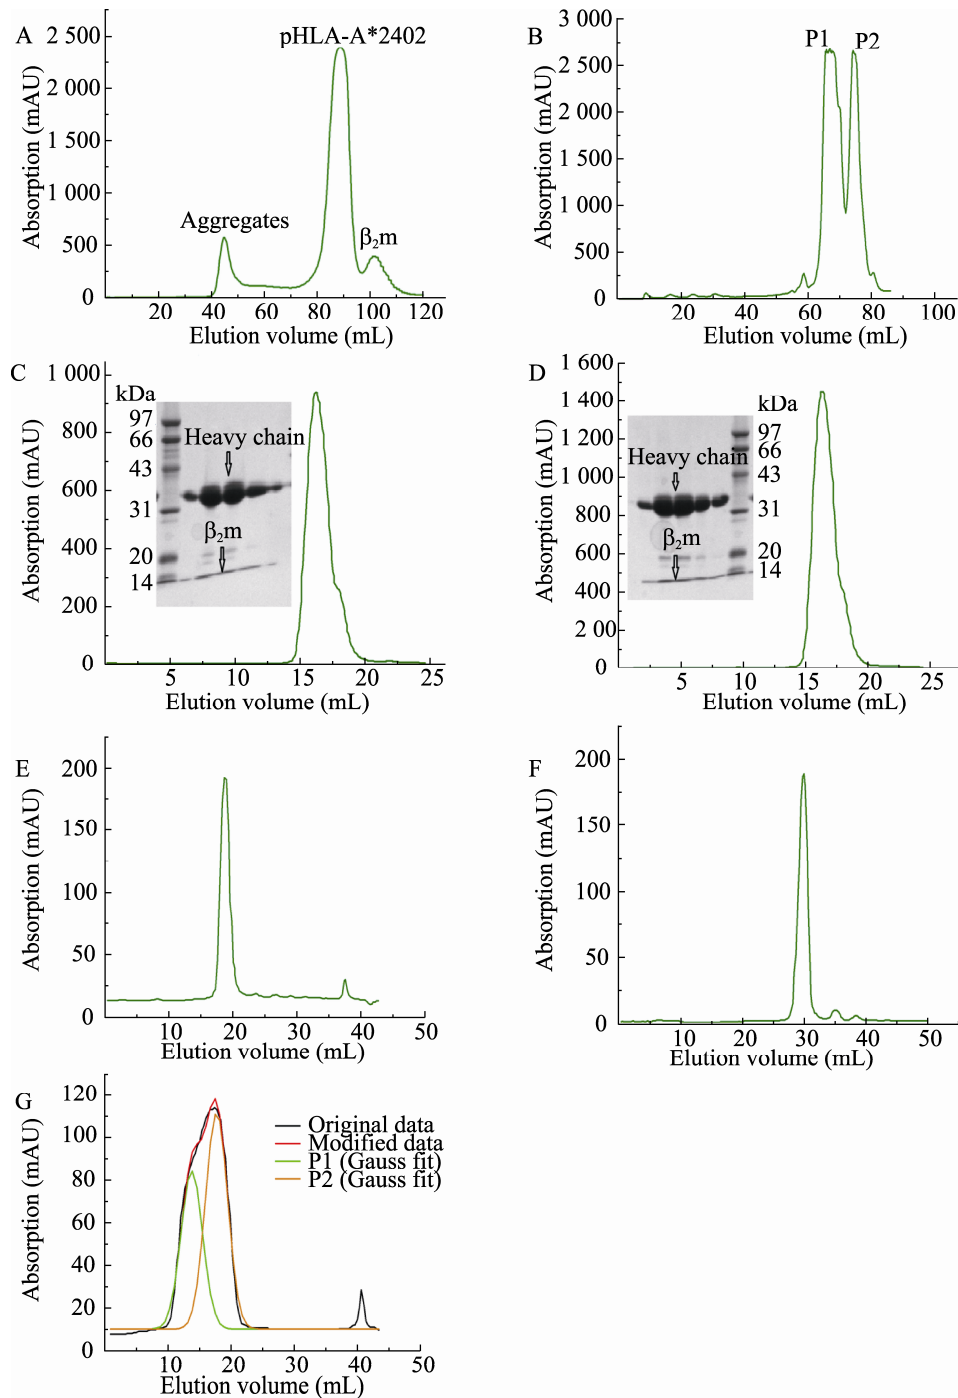 A
pHLA-A*2402
Aggregates
β₂m
2 500
2 000
1 500
1 000
500
0
20 40 60 80 100 120
Absorption (mAU)
Elution volume (mL)
B
P1 P2
3 000
2 500
2 000
1 500
1 000
500
0
20 40 60 80 100
Absorption (mAU)
Elution volume (mL)
C
1 000
800
600
400
200
0
kDa
97
66
43
31
20
14
Heavy chain
β₂m
5 10 15 20 25
Absorption (mAU)
Elution volume (mL)
D
1 600
1 400
1 200
1 000
800
600
400
2 00
0
kDa
97
66
43
31
20
14
Heavy chain
β₂m
5 10 15 20 25
Absorption (mAU)
Elution volume (mL)
E
200
150
100
50
0
10 20 30 40 50
Absorption (mAU)
Elution volume (mL)
F
200
150
100
50
0
10 20 30 40 50
Absorption (mAU)
Elution volume (mL)
G
120
100
80
60
40
20
0
Original data
Modified data
P1 (Gauss fit)
P2 (Gauss fit)
10 20 30 40 50
Absorption (mAU)
Elution volume (mL)